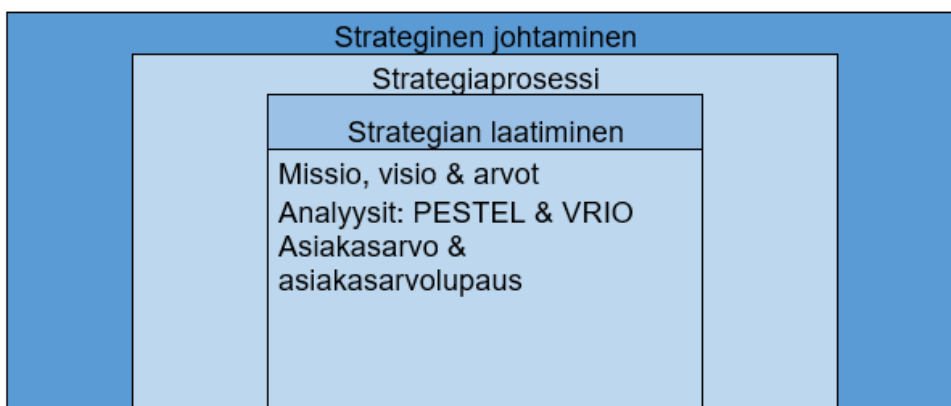 Strateginen johtaminen
Strategiaprosessi
Strategian laatiminen
Missio, visio & arvot
Analyysit: PESTEL & VRIO
Asiakasarvo &
asiakasarvolupaus